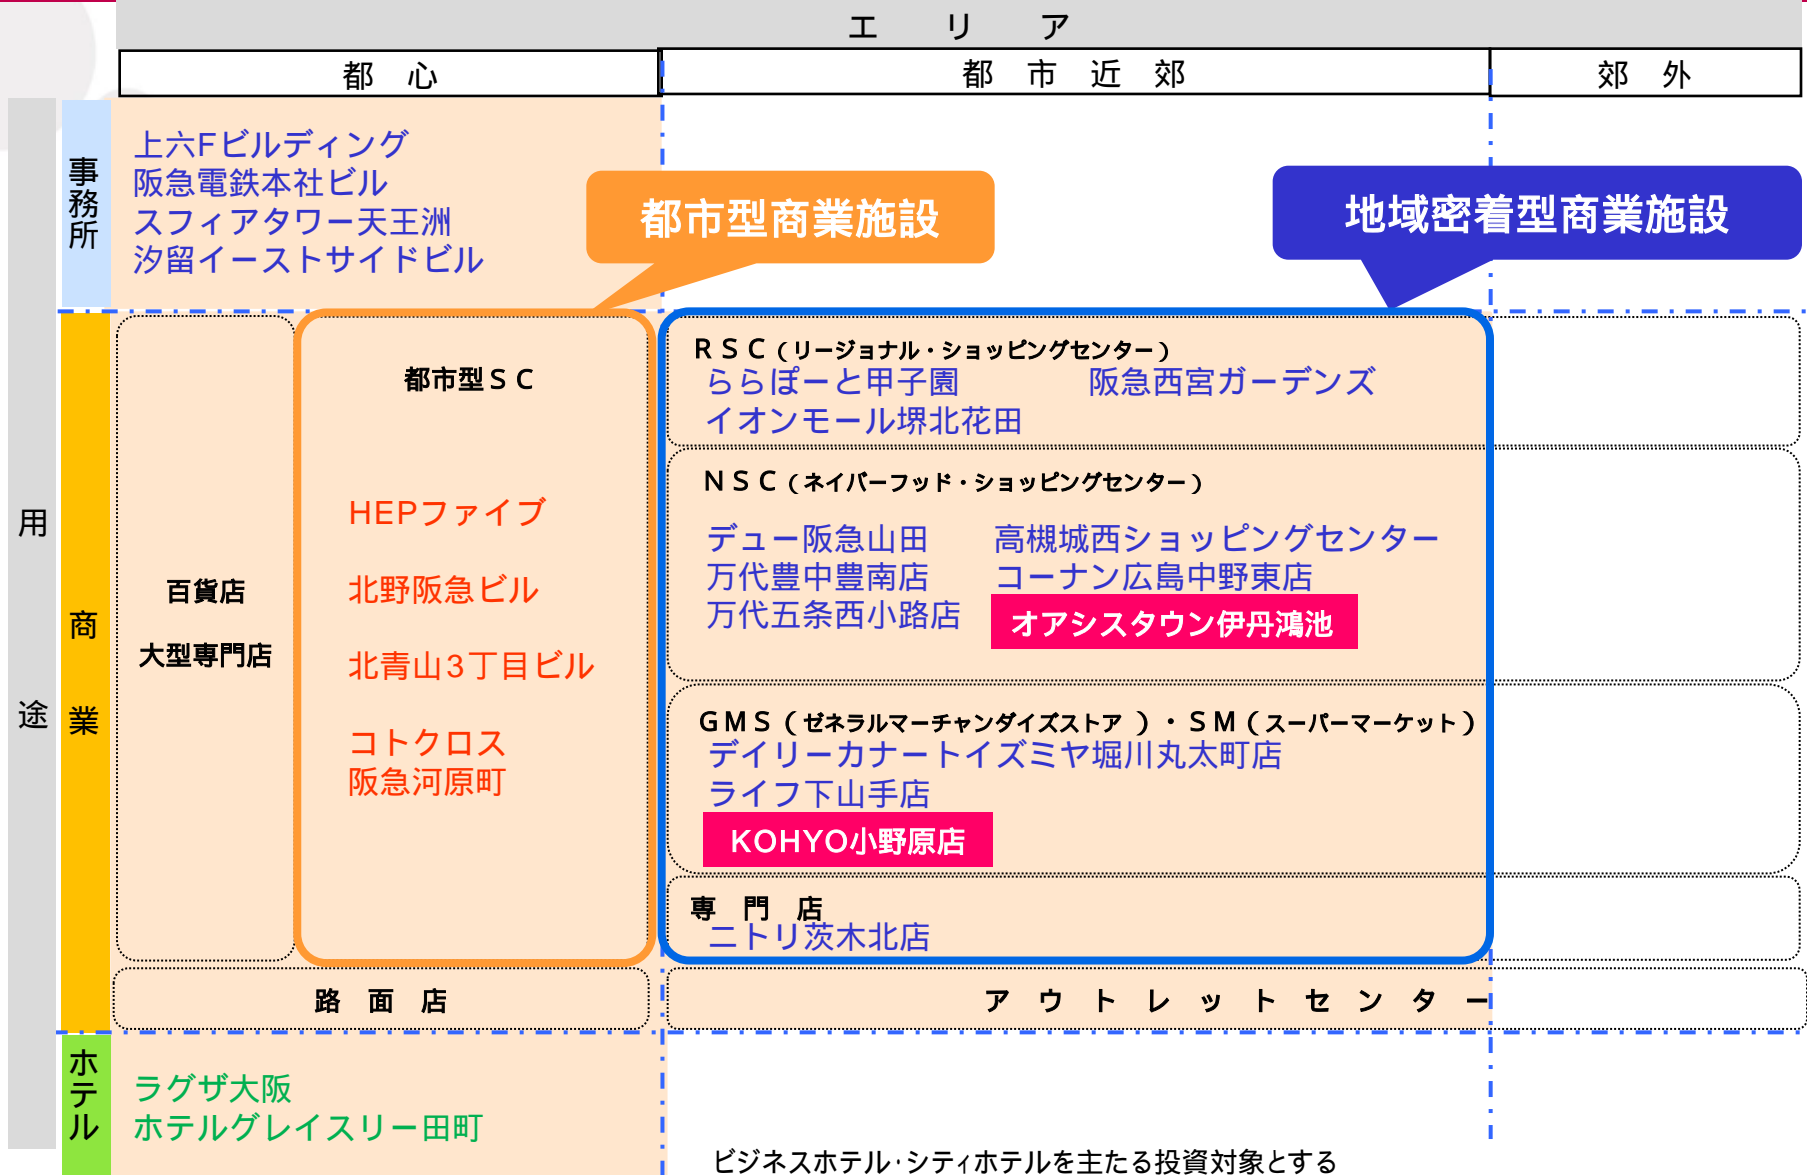 エ リ ア
都 心
都 市 近 郊
郊 外
用 途
事務所
上六Fビルディング
阪急電鉄本社ビル
スフィアタワー天王洲
汐留イーストサイドビル
都市型商業施設
地域密着型商業施設
商 業
百貨店
大型専門店
都市型SC
HEPファイブ
北野阪急ビル
北青山3丁目ビル
コトクロス
阪急河原町
RSC(リージョナル・ショッピングセンター)
ららぽーと甲子園 阪急西宮ガーデンズ
イオンモール堺北花田
NSC(ネイバーフッド・ショッピングセンター)
デュー阪急山田 高槻城西ショッピングセンター
万代豊中豊南店 コーナン広島中野東店
万代五条西小路店 オアシスタウン伊丹鴻池
GMS(ゼネラルマーチャンダイズストア)・SM(スーパーマーケット)
デイリーカナートイズミヤ堀川丸太町店
ライフ下山手店
KOHYO小野原店
専 門 店
ニトリ茨木北店
路 面 店
ア ウ ト レ ッ ト セ ン タ ー
ホテル
ラグザ大阪
ホテルグレイスリー田町
ビジネスホテル・シティホテルを主たる投資対象とする